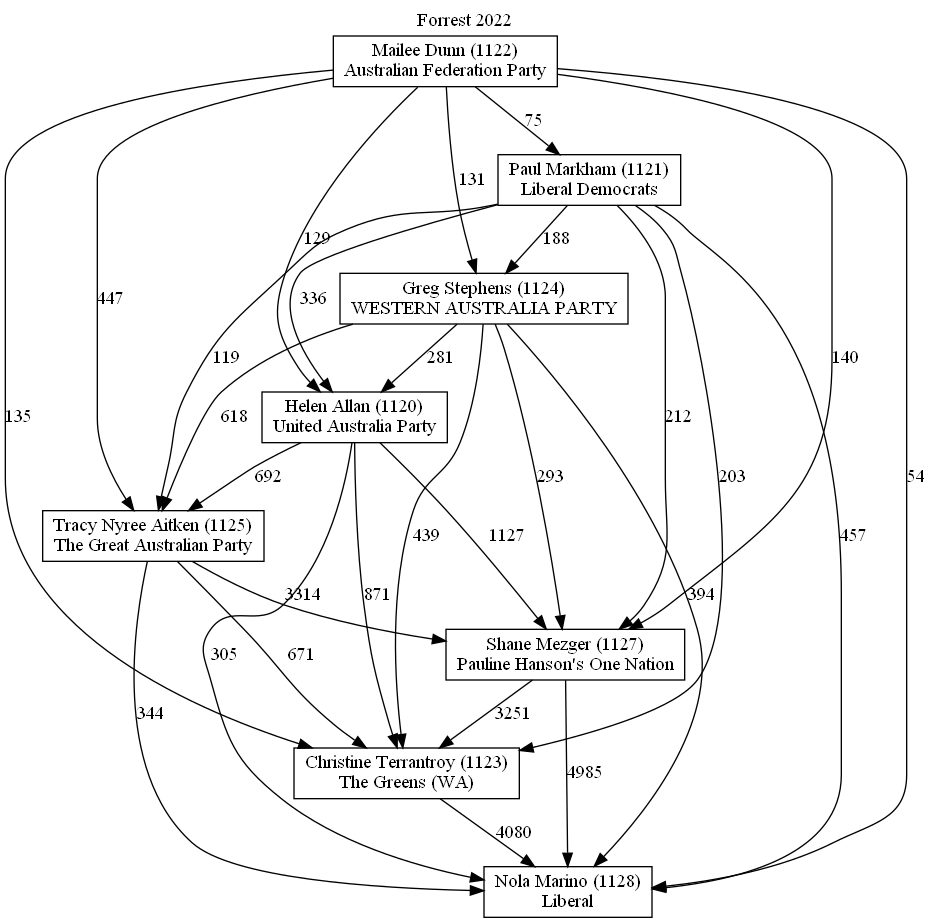 Forrest 2022
Mailee Dunn (1122)
Australian Federation Party
75
Paul Markham (1121)
Liberal Democrats
131
129
188
336
447
Greg Stephens (1124)
WESTERN AUSTRALIA PARTY
119
281
140
618
135
Helen Allan (1120)
United Australia Party
212
692
293
203
54
Tracy Nyree Aitken (1125)
The Great Australian Party
439
1127
457
3314
871
394
Shane Mezger (1127)
Pauline Hanson's One Nation
305
671
344
3251
Christine Terrantroy (1123)
The Greens (WA)
4985
4080
Nola Marino (1128)
Liberal